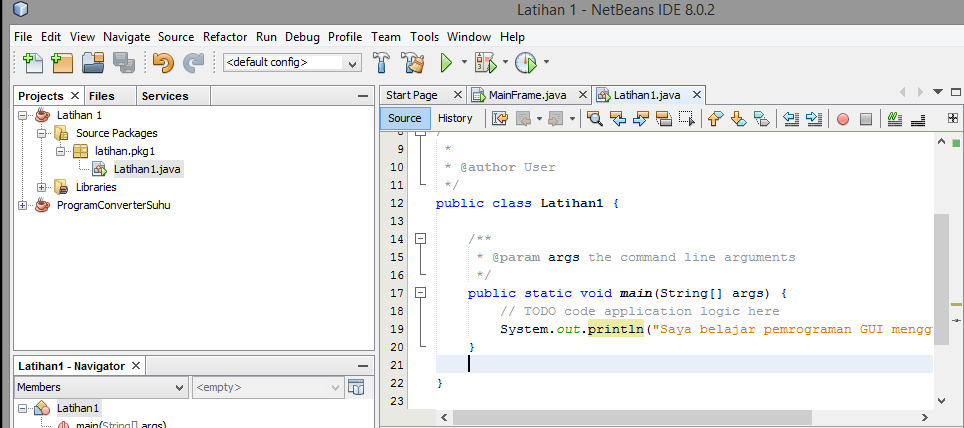 Latihan 1 - NetBeans IDE 8.0.2
File Edit View Navigate Source Refactor Run Debug Profile Team Tools Window Help
<default config>
Projects Files Services
Latihan 1
Source Packages
latihan.pkg1
Latihan1.java
Libraries
ProgramConverterSuhu
Latihan1 - Navigator
Members <empty>
Latihan1
main(String[] args)
Start Page MainFrame.java Latihan1.java
Source History
8 /
9 *
10 * @author User
11 */
12 public class Latihan1 {
13
14 /**
15 * @param args the command line arguments
16 */
17 public static void main(String[] args) {
18 // TODO code application logic here
19 System.out.println("Saya belajar pemrograman GUI mengg
20 }
21
22 }
23